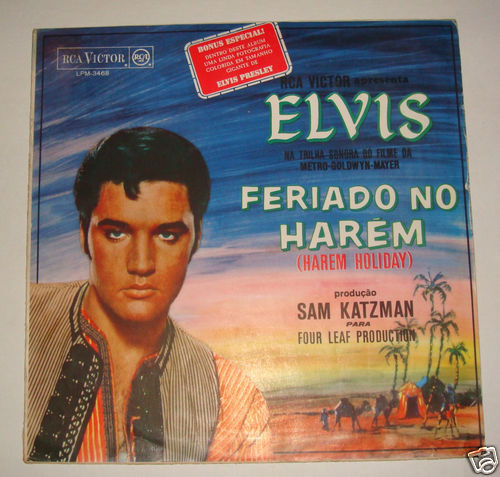 RCA VICTOR
RCA
LPM-3468
BONUS ESPECIAL!
DENTRO DESTE ALBUM
UMA LINDA FOTOGRAFIA
COLORIDA EM TAMANHO
GIGANTE DE
ELVIS PRESLEY
RCA VICTOR apresenta
ELVIS
NA TRILHA-SONORA DO FILME DA
METRO-GOLDWYN-MAYER
FERIADO NO
HARÉM
(HAREM HOLIDAY)
produção
SAM KATZMAN
PARA
FOUR LEAF PRODUCTION